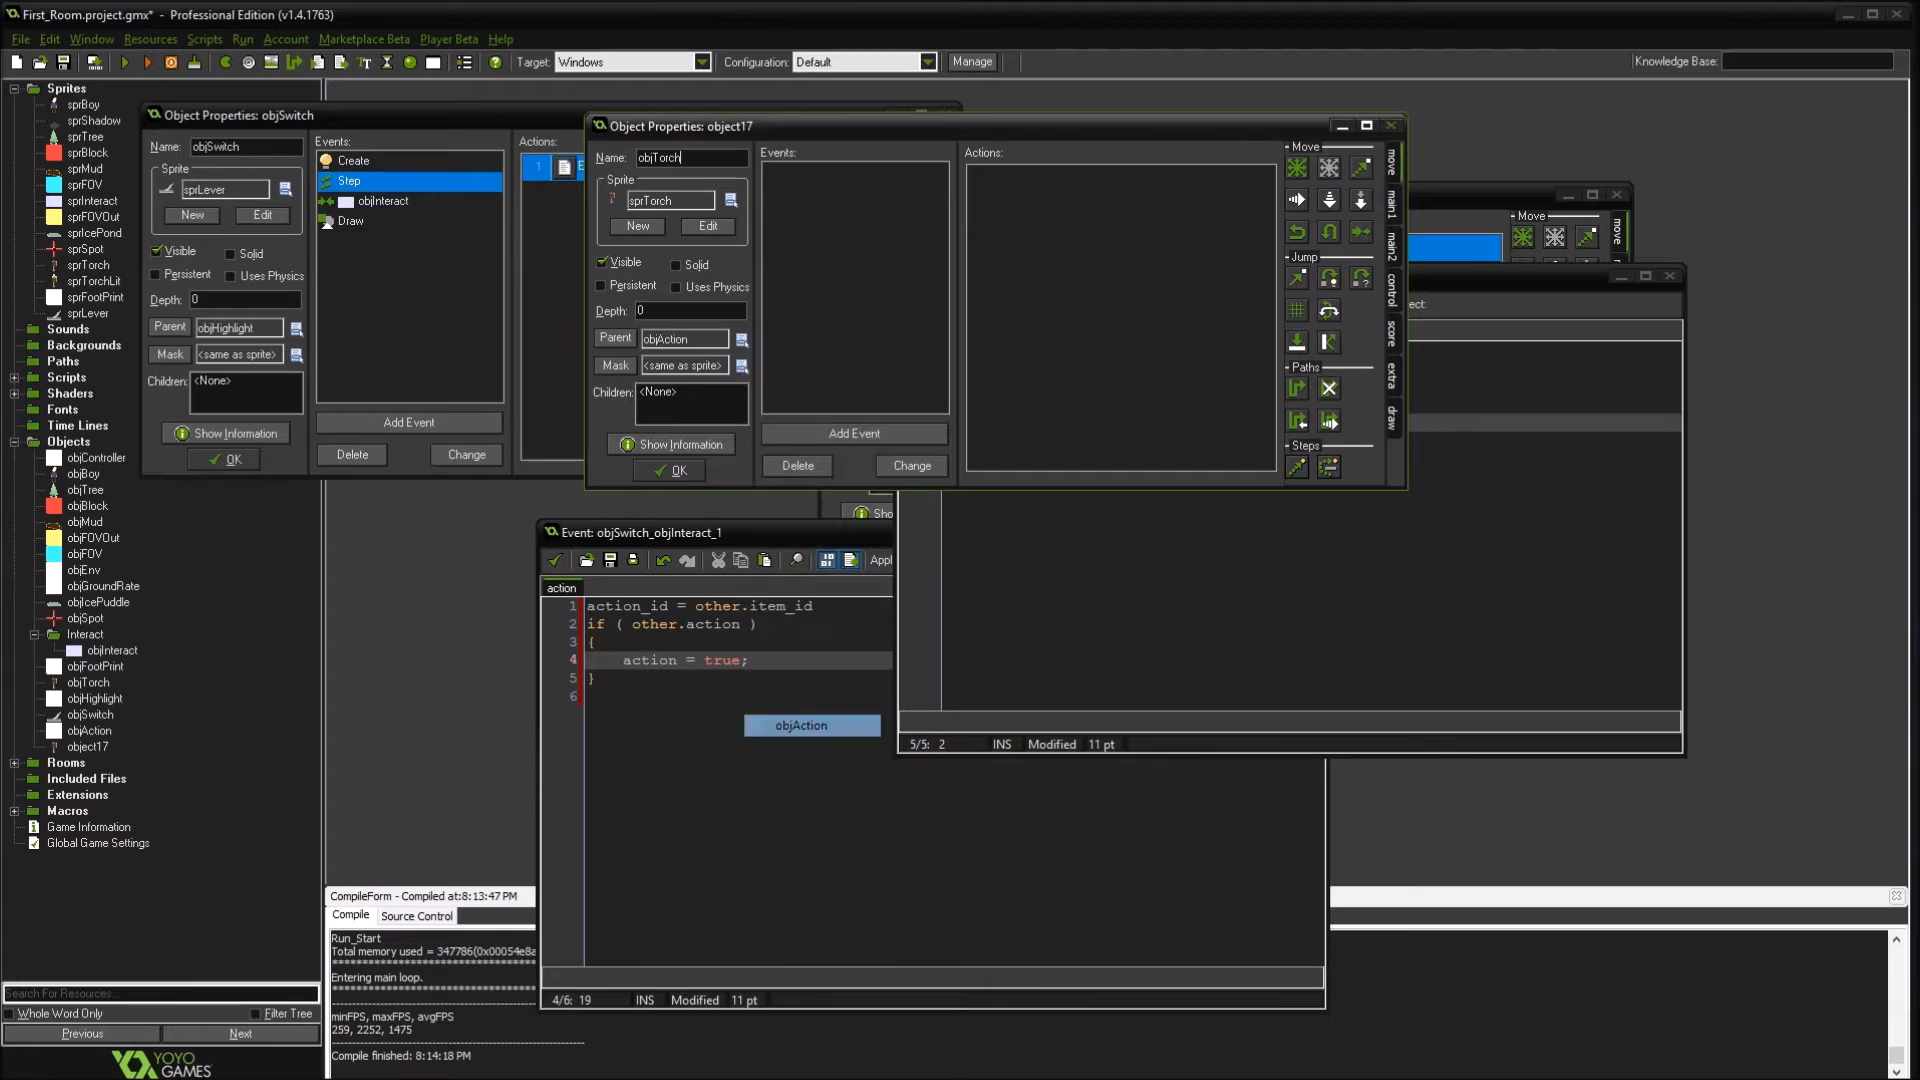 First_Room.project.gmx* - Professional Edition (v1.4.1763)
File Edit Window Resources Scripts Run Account Marketplace Beta Player Beta Help
Target: Windows Configuration: Default Manage Knowledge Base:
Sprites
sprBoy
sprShadow
sprTree
sprBlock
sprMud
sprFOV
sprInteract
sprFOVOut
sprIcePond
sprSpot
sprTorch
sprTorchLit
sprFootPrint
sprLever
Sounds
Backgrounds
Paths
Scripts
Shaders
Fonts
Time Lines
Objects
objController
objBoy
objTree
objBlock
objMud
objFOVOut
objFOV
objEnv
objGroundRate
objIcePuddle
objSpot
Interact
objInteract
objFootPrint
objTorch
objHighlight
objSwitch
objAction
object17
Rooms
Included Files
Extensions
Macros
Game Information
Global Game Settings
Search For Resources...
Whole Word Only Filter Tree
Previous Next
YOYO
GAMES
Object Properties: objSwitch
Name: objSwitch
Sprite
sprLever
New Edit
Visible Solid
Persistent Uses Physics
Depth: 0
Parent objHighlight
Mask <same as sprite>
Children: <None>
Show Information
OK
Events:
Create
Step
objInteract
Draw
Add Event
Delete Change
Actions:
1 E
Object Properties: object17
Name: objTorch
Sprite
sprTorch
New Edit
Visible Solid
Persistent Uses Physics
Depth: 0
Parent objAction
Mask <same as sprite>
Children: <None>
Show Information
OK
Events:
Add Event
Delete Change
Actions:
Move
Jump
Paths
Steps
move
main1
main2
control
score
extra
draw
Move
move
ect:
Sho
5/5: 2 INS Modified 11 pt
Event: objSwitch_objInteract_1
Appl
action
1 action_id = other.item_id
2 if ( other.action )
3 {
4 action = true;
5 }
6
objAction
4/6: 19 INS Modified 11 pt
CompileForm - Compiled at:8:13:47 PM
Compile Source Control
Run_Start
Total memory used = 347786(0x00054e8a
**************************************
Entering main loop.
**************************************
minFPS, maxFPS, avgFPS
259, 2252, 1475
Compile finished: 8:14:18 PM